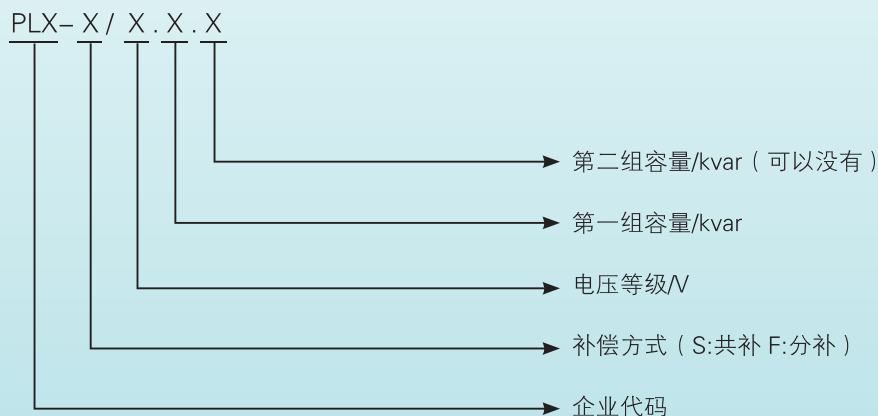 PLX-X/X.X.X
第二组容量/kvar(可以没有)
第一组容量/kvar
电压等级/V
补偿方式(S:共补 F:分补)
企业代码